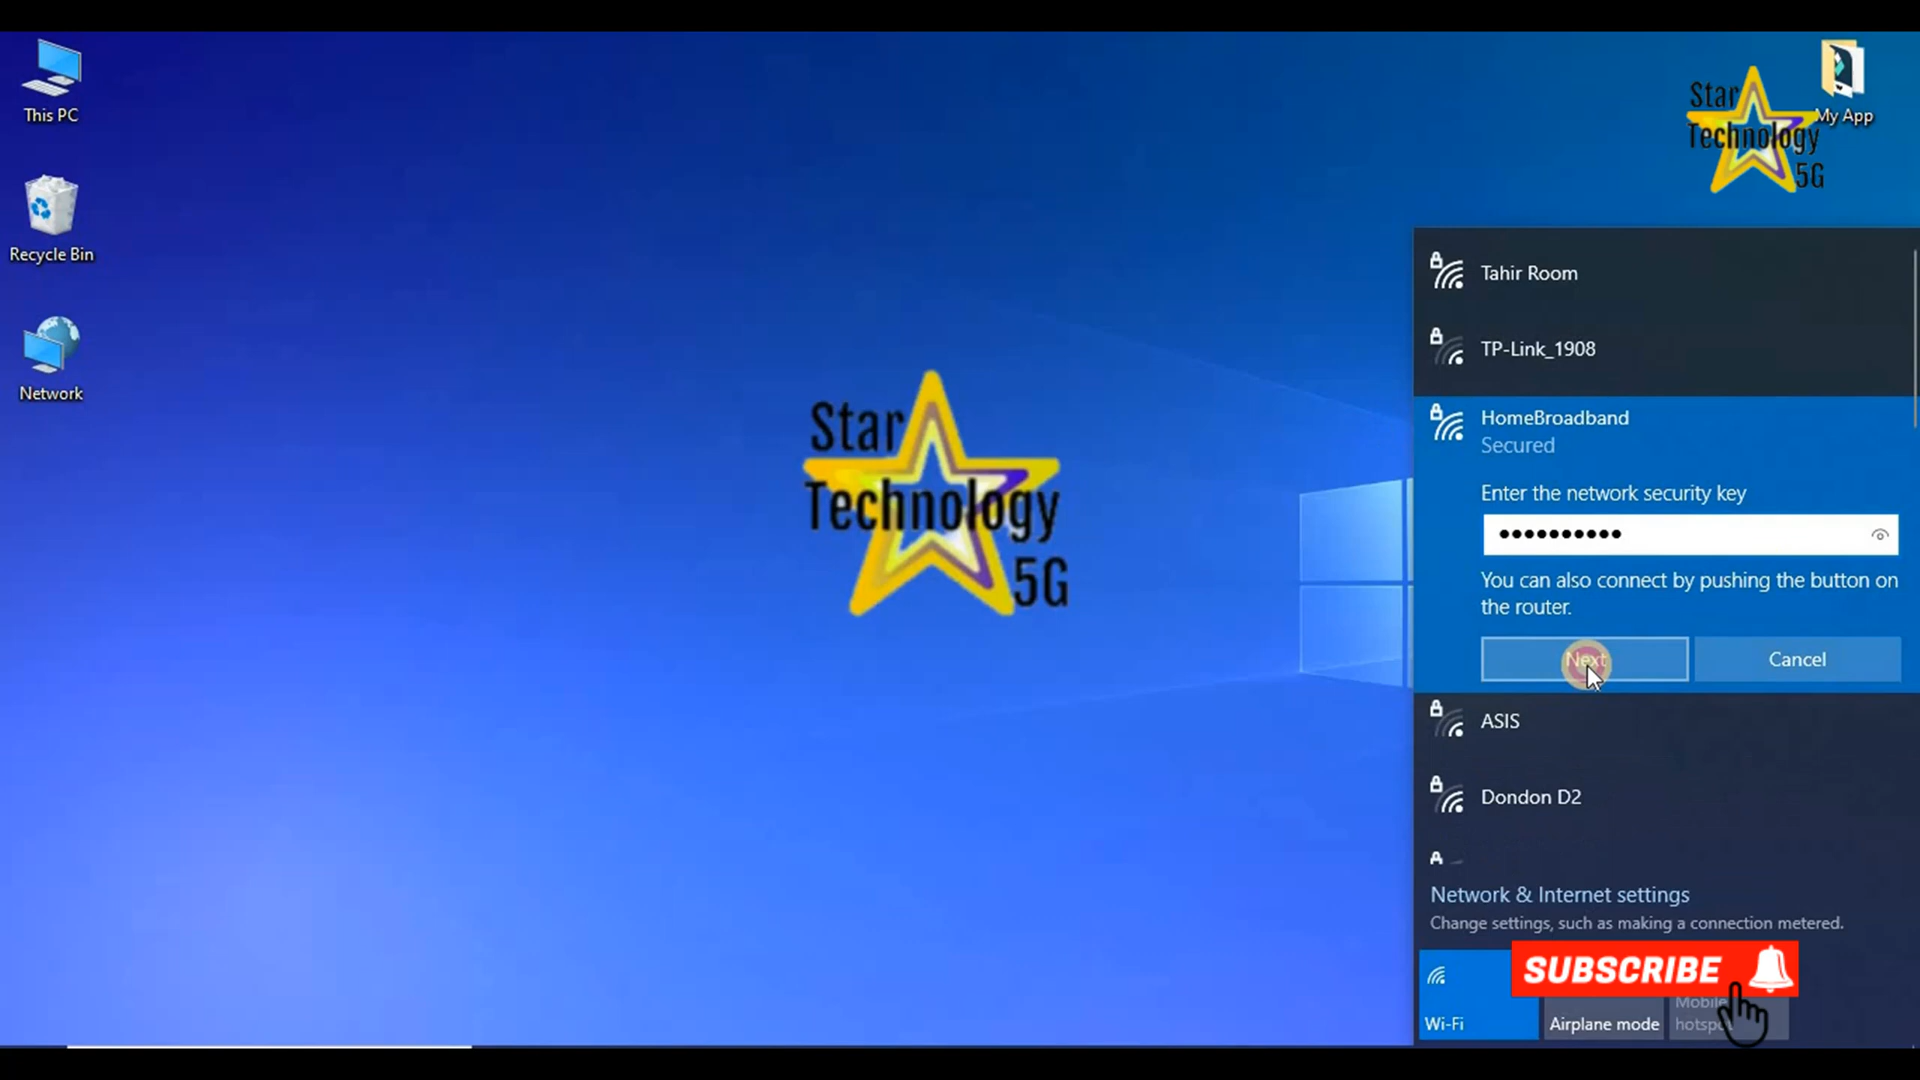 This PC
Recycle Bin
Network
Star
Technology
5G
My App
Star
Technology
5G
Tahir Room
TP-Link_1908
HomeBroadband
Secured
Enter the network security key
You can also connect by pushing the button on
the router.
Next
Cancel
ASIS
Dondon D2
Network & Internet settings
Change settings, such as making a connection metered.
SUBSCRIBE
Wi-Fi
Airplane mode
Mobile
hotspot